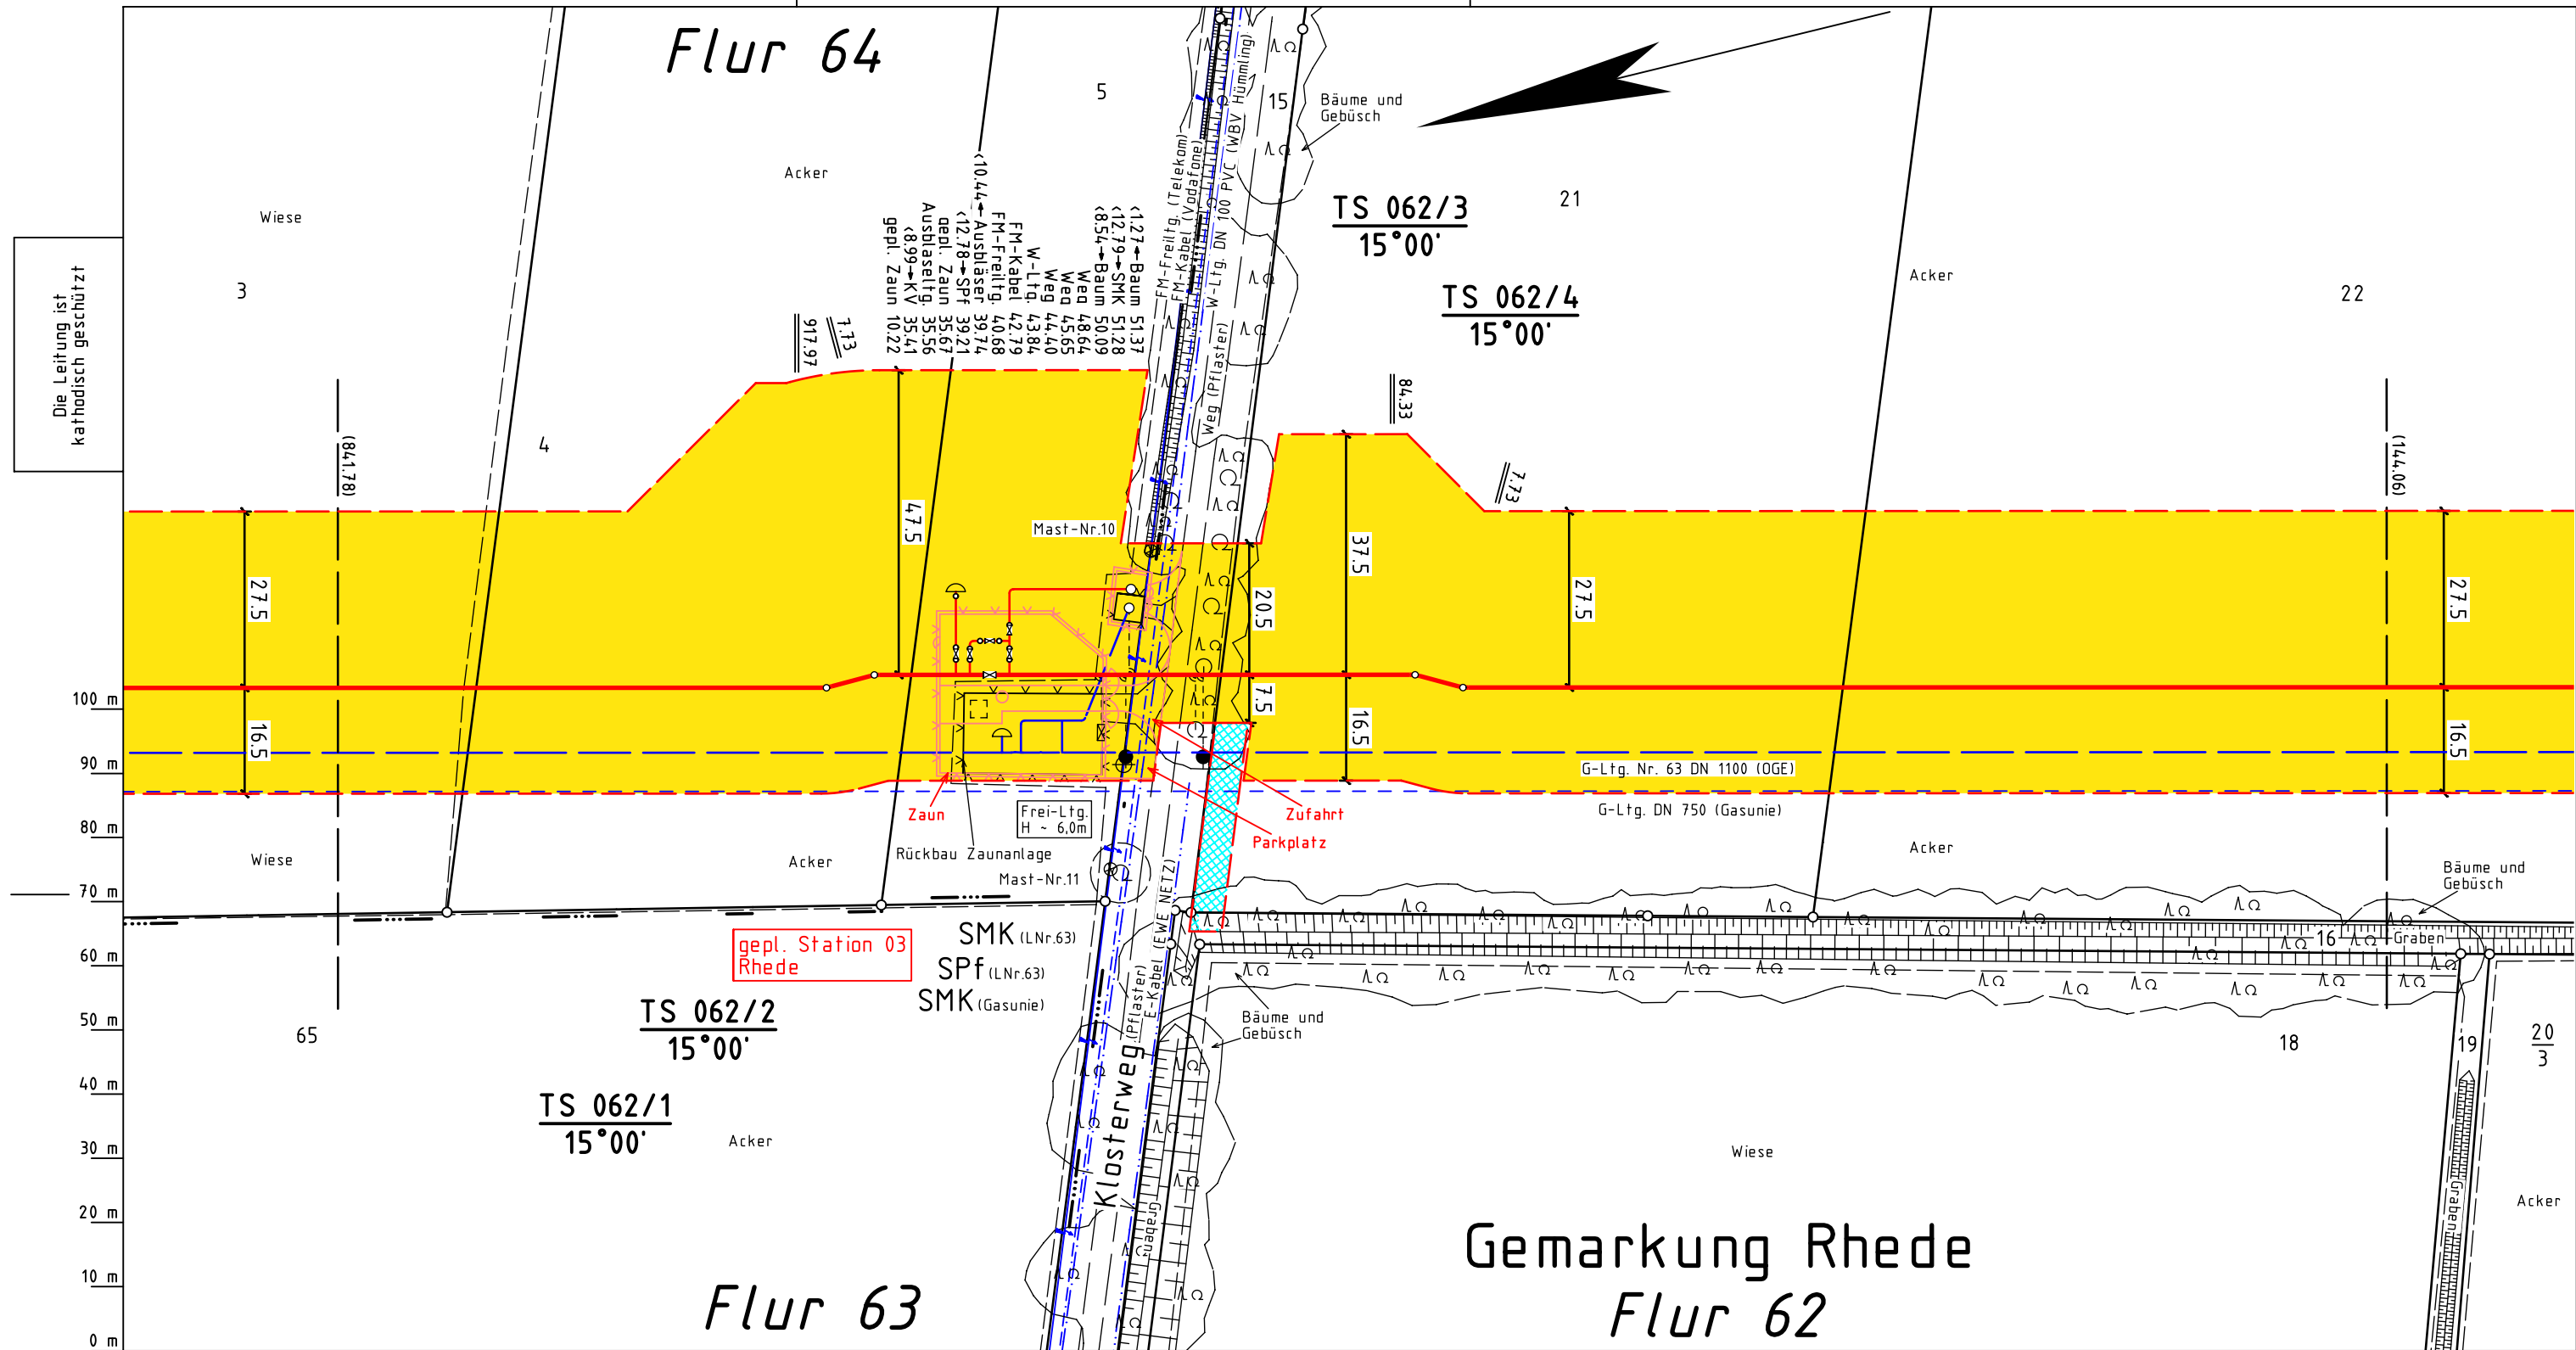 Flur 64
5
15
Bäume und
Gebüsch
Acker
Wiese
3
4
TS 062/3
15°00'
21
TS 062/4
15°00'
Acker
22
Die Leitung ist
kathodisch geschützt
(841.78)
917.97
7.73
gepl. Zaun 10.22
<8.99→KV 35.41
Ausblaseltg. 35.56
gepl. Zaun 35.67
<12.78→SPf 39.21
<10.44→Ausbläser 39.74
FM-Freiltg. 40.68
FM-Kabel 42.79
W-Ltg. 43.84
Weg 44.40
Weg 45.65
Weg 48.64
<8.54→Baum 50.09
<12.79→SMK 51.28
<1.27→Baum 51.37
FM-Freiltg. (Telekom)
FM-Kabel (Vodafone)
W-Ltg. DN 100 PVC (WBV Hümmling)
Weg (Pflaster)
84.33
7.73
(144.06)
Mast-Nr.10
47.5
37.5
20.5
7.5
16.5
27.5
16.5
27.5
27.5
16.5
G-Ltg. Nr. 63 DN 1100 (OGE)
G-Ltg. DN 750 (Gasunie)
Zaun
Frei-Ltg.
H ~ 6,0m
Zufahrt
Parkplatz
Rückbau Zaunanlage
Mast-Nr.11
Wiese
Acker
Acker
Bäume und
Gebüsch
gepl. Station 03
Rhede
SMK (LNr.63)
SPf (LNr.63)
SMK (Gasunie)
16
Graben
E-Kabel (EWE NETZ)
Bäume und
Gebüsch
65
TS 062/2
15°00'
TS 062/1
15°00'
Acker
Klosterweg (Pflaster)
Graben
Wiese
18
19
20
3
Graben
Acker
Gemarkung Rhede
Flur 63
Flur 62
100 m
90 m
80 m
70 m
60 m
50 m
40 m
30 m
20 m
10 m
0 m